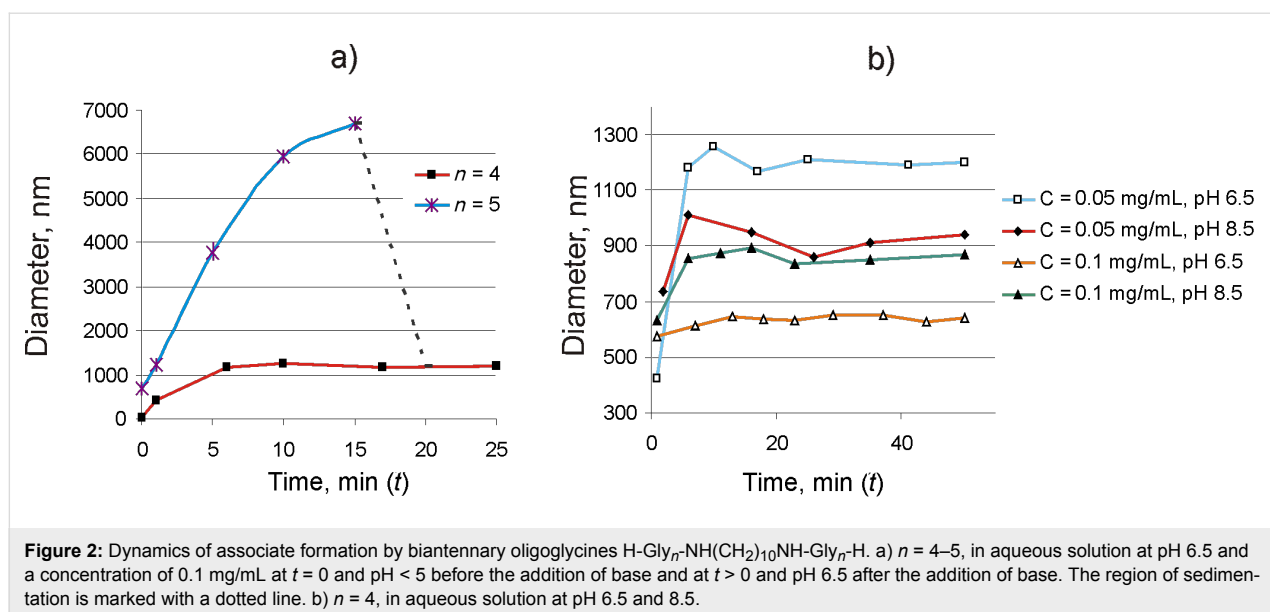 a)
7000
6000
5000
4000
3000
2000
1000
0
Diameter, nm
n = 4
n = 5
0 5 10 15 20 25
Time, min (t)
b)
1300
1100
900
700
500
300
Diameter, nm
C = 0.05 mg/mL, pH 6.5
C = 0.05 mg/mL, pH 8.5
C = 0.1 mg/mL, pH 6.5
C = 0.1 mg/mL, pH 8.5
0 20 40
Time, min (t)
Figure 2: Dynamics of associate formation by biantennary oligoglycines H-Glyn-NH(CH2)10NH-Glyn-H. a) n = 4–5, in aqueous solution at pH 6.5 and
a concentration of 0.1 mg/mL at t = 0 and pH < 5 before the addition of base and at t > 0 and pH 6.5 after the addition of base. The region of sedimen-
tation is marked with a dotted line. b) n = 4, in aqueous solution at pH 6.5 and 8.5.